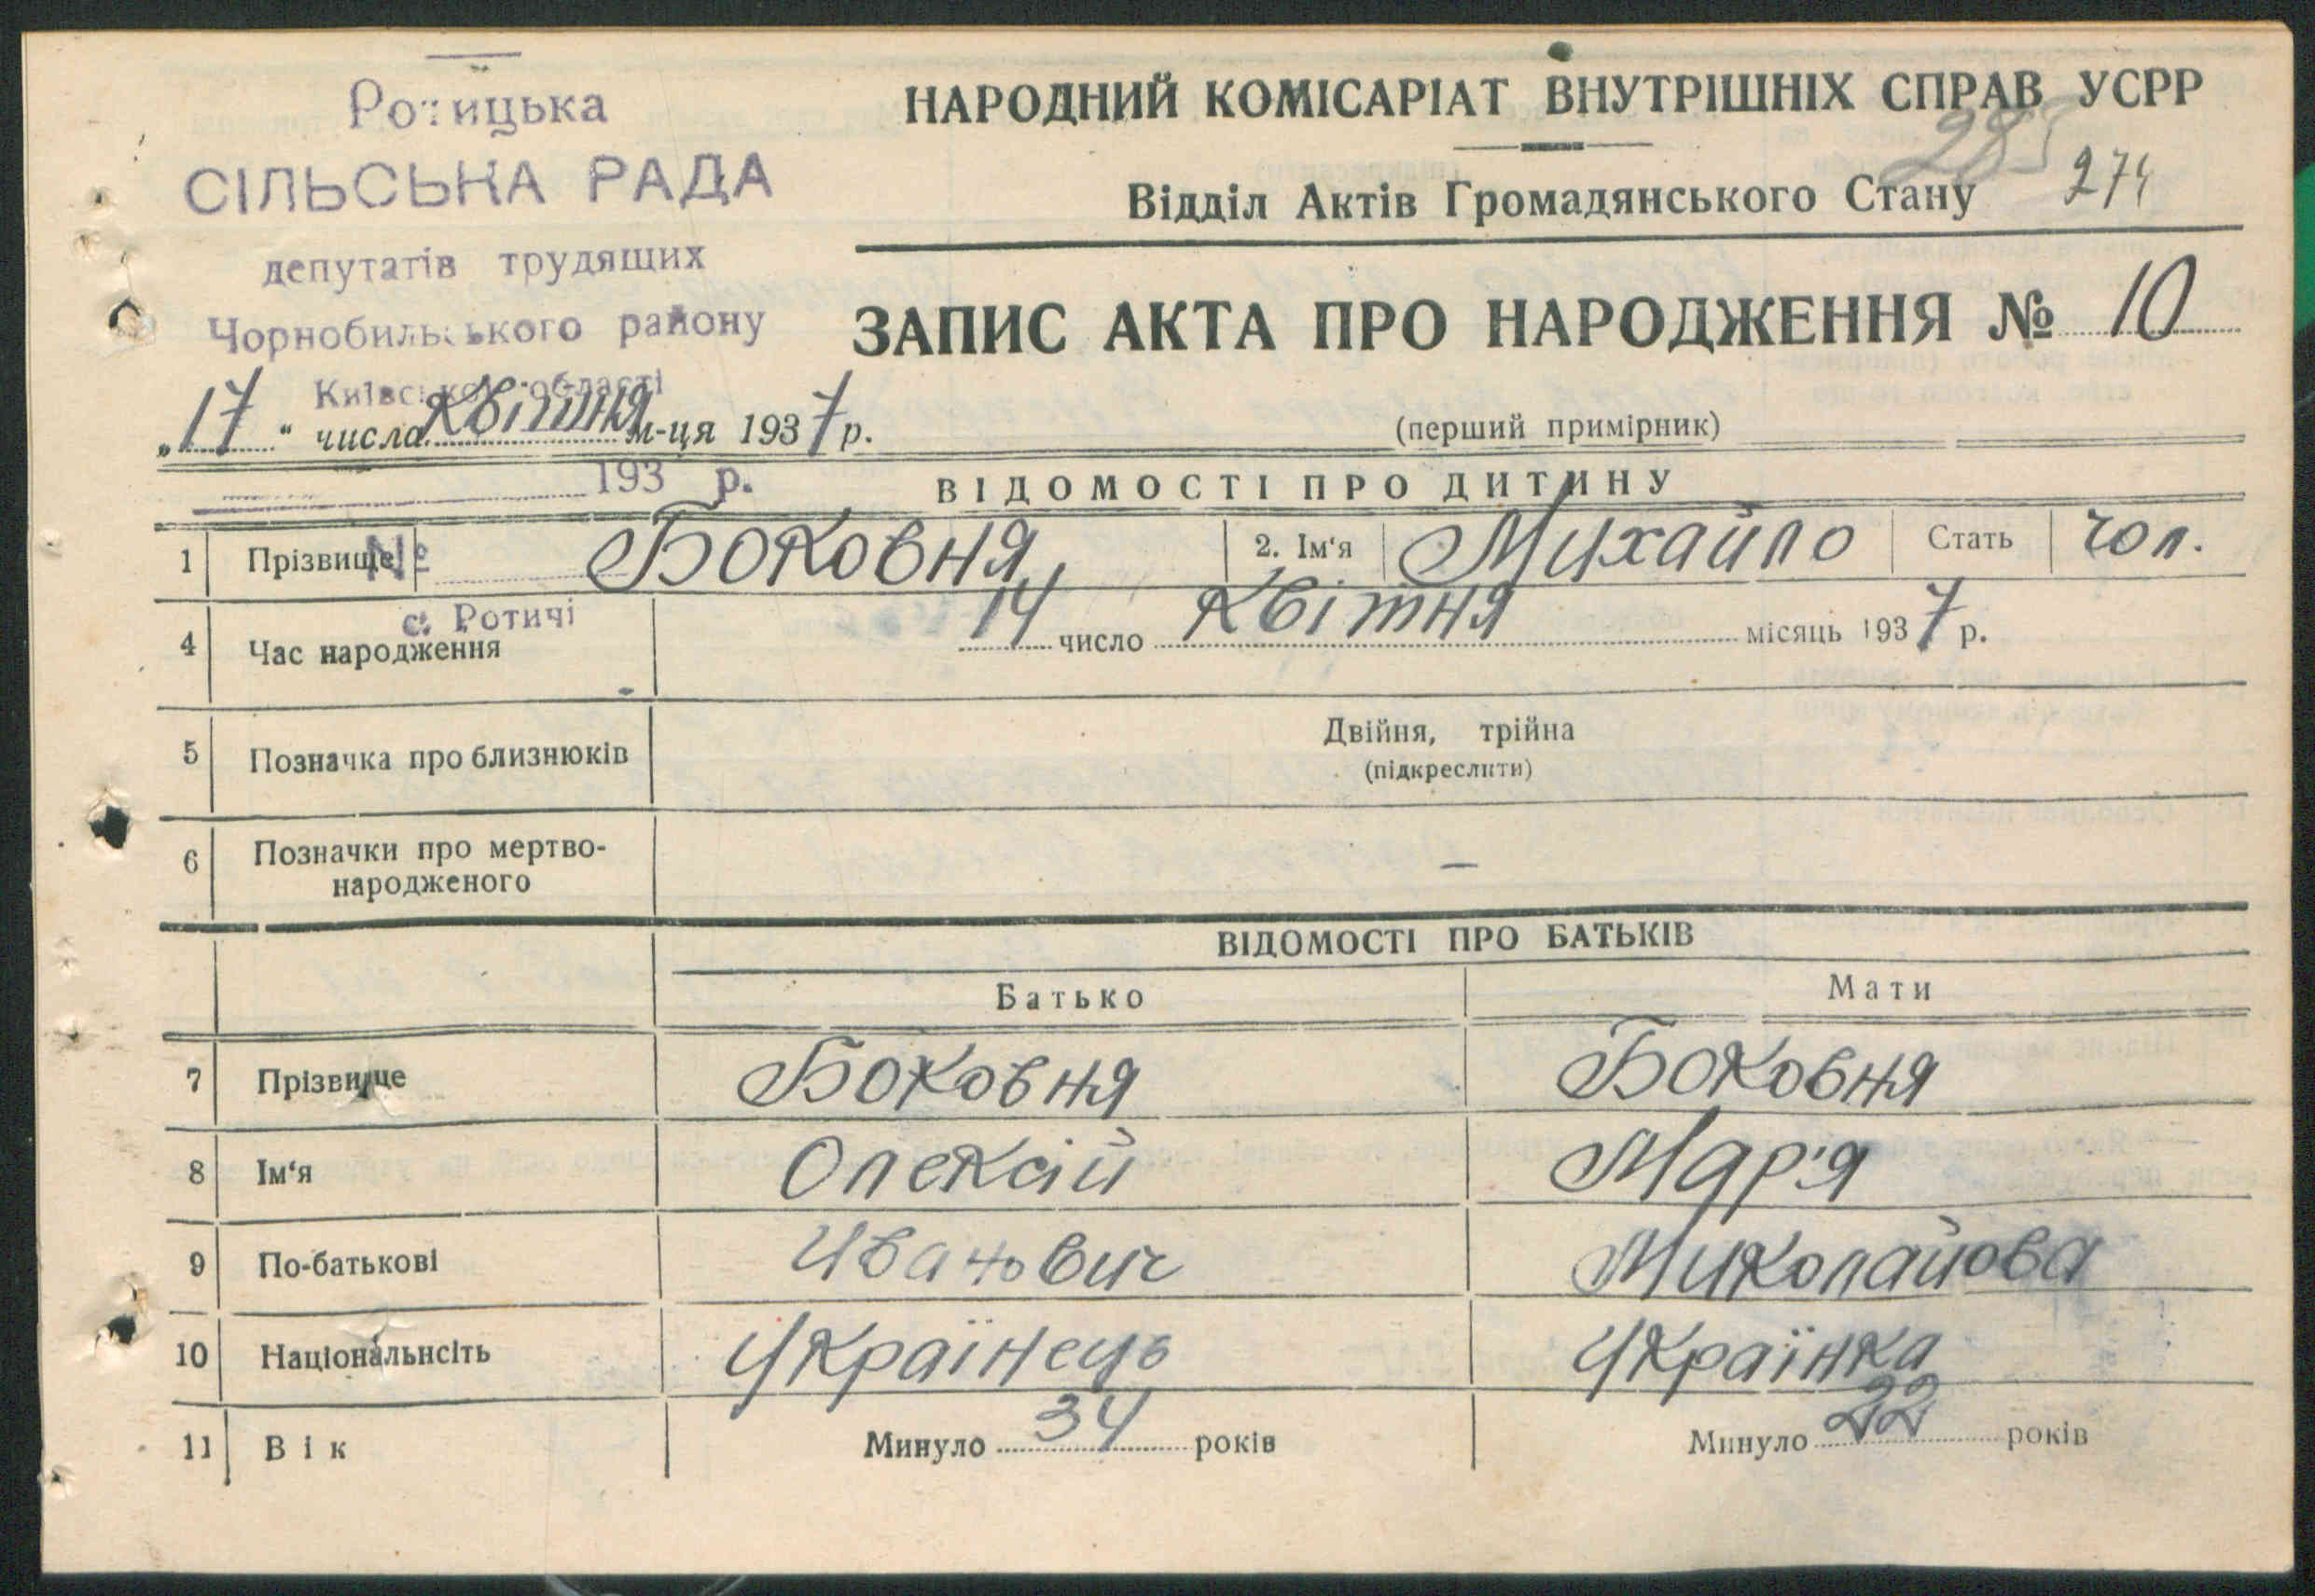 Ротицька
СІЛЬСЬКА РАДА
депутатів трудящих
Чорнобильського району
Київської області
193 р.
№
с. Ротичі
НАРОДНИЙ КОМІСАРІАТ ВНУТРІШНІХ СПРАВ УСРР
Відділ Актів Громадянського Стану 274
ЗАПИС АКТА ПРО НАРОДЖЕННЯ № 10
„17“ числа Квітня м-ця 1937 р.
(перший примірник)
ВІДОМОСТІ ПРО ДИТИНУ
1 Прізвище Боковня 2. Ім‘я Михайло Стать чол.
4 Час народження 14 число Квітня місяць 1937 р.
5 Позначка про близнюків Двійня, трійна
(підкреслити)
6 Позначки про мертво-
народженого —
ВІДОМОСТІ ПРО БАТЬКІВ
Батько Мати
7 Прізвище Боковня Боковня
8 Ім‘я Олексій Мар'я
9 По-батькові Иванович Миколайова
10 Національнсіть Українець Українка
11 Вік Минуло 34 років Минуло 22 років